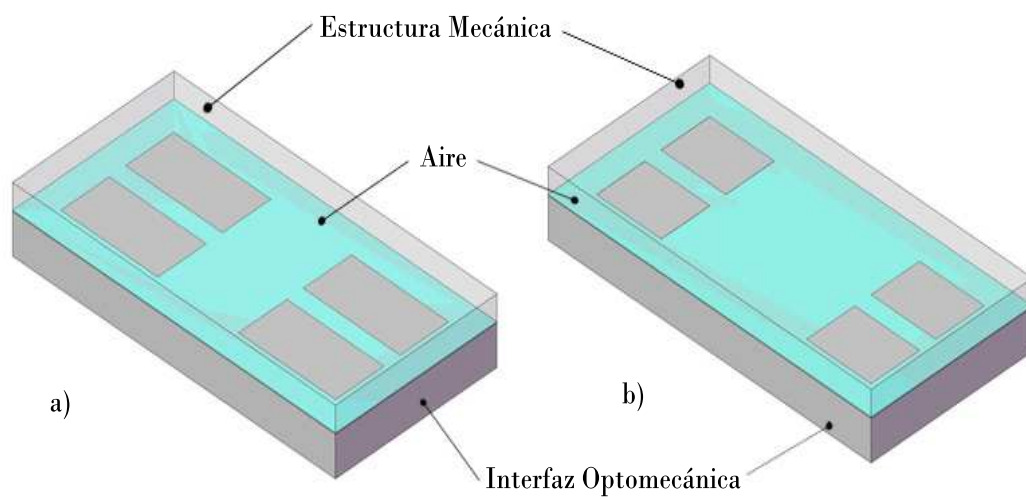 Estructura Mecánica
Aire
a)
b)
Interfaz Optomecánica